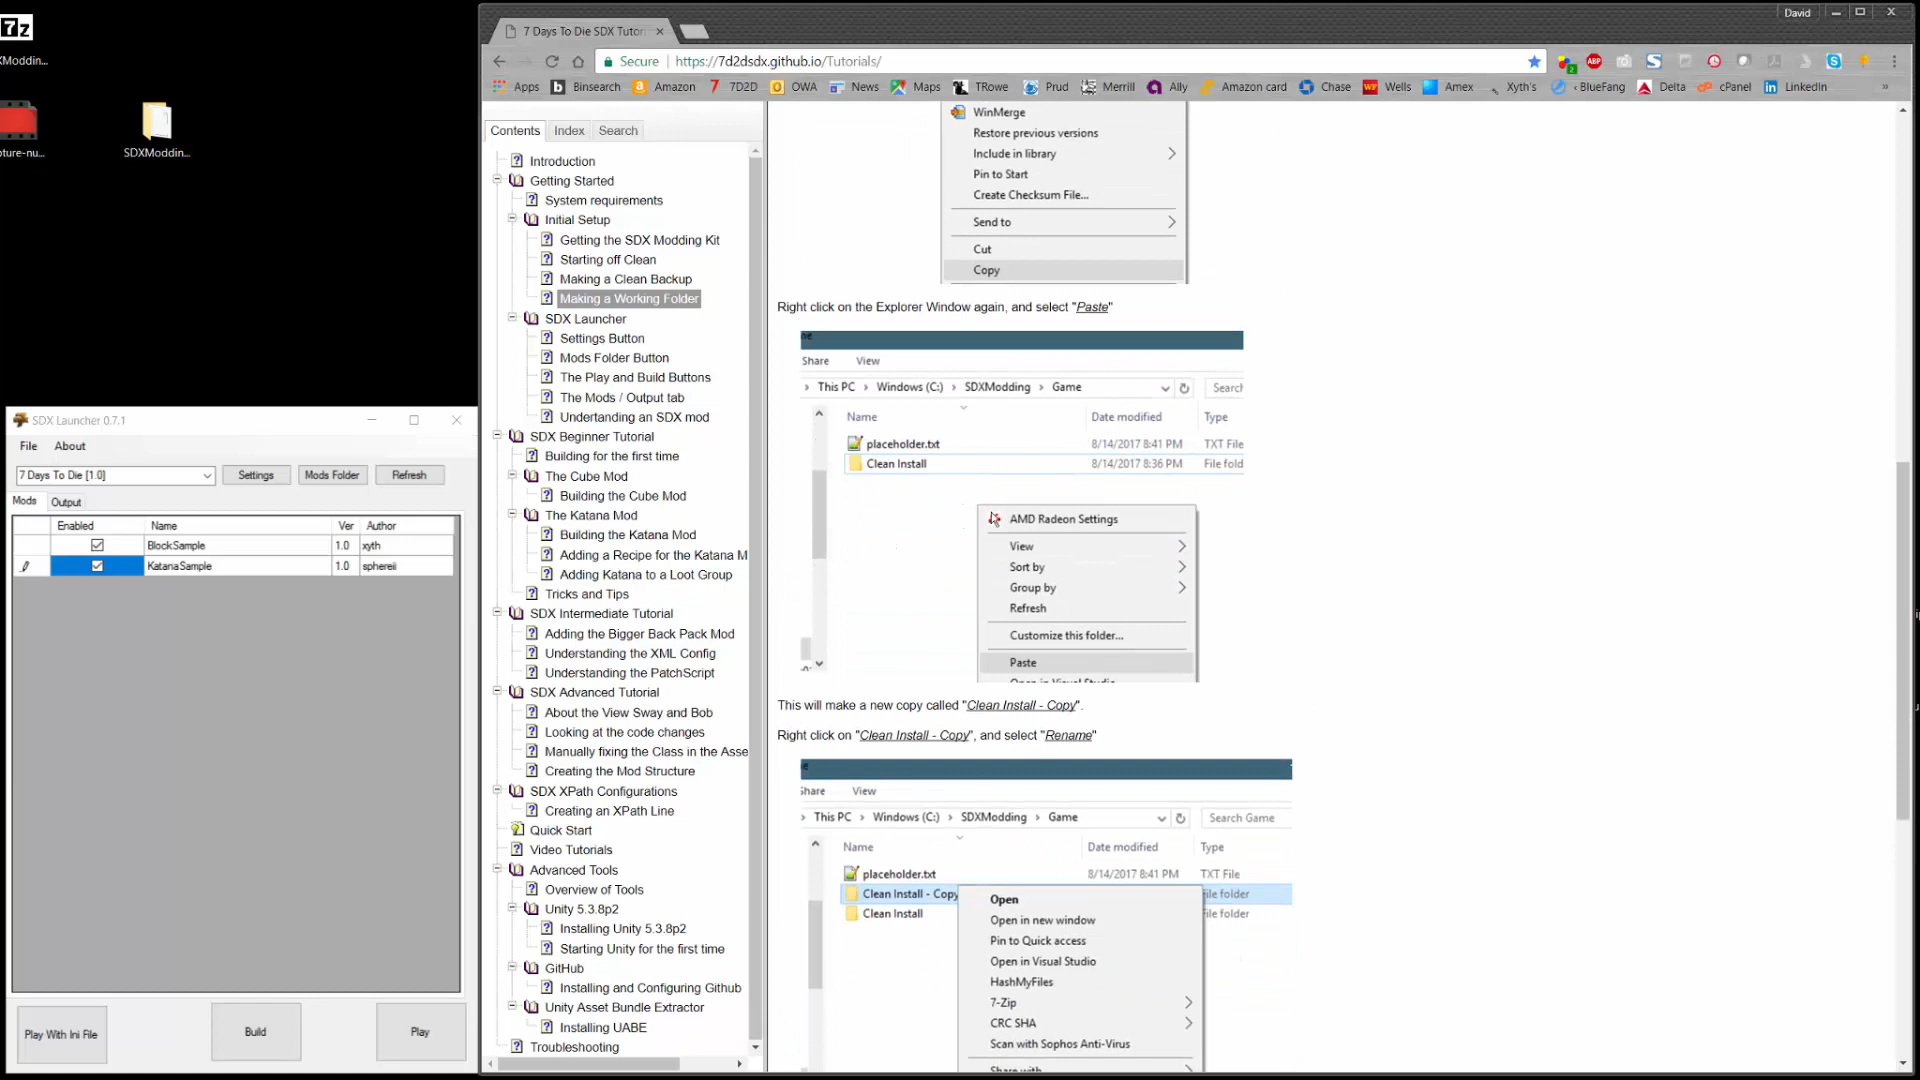 7z
XModdin...
pture-nu...
SDXModdin...
SDX Launcher 0.7.1
File About
7 Days To Die [1.0] Settings Mods Folder Refresh
Mods Output
Enabled Name Ver Author
BlockSample 1.0 xyth
KatanaSample 1.0 sphereii
Play With Ini File Build Play
David
7 Days To Die SDX Tutor
Secure https://7d2dsdx.github.io/Tutorials/
Apps Binsearch Amazon 7D2D OWA News Maps TRowe Prud Merrill Ally Amazon card Chase Wells Amex Xyth's ‹ BlueFang Delta cPanel LinkedIn »
Contents Index Search
Introduction
Getting Started
System requirements
Initial Setup
Getting the SDX Modding Kit
Starting off Clean
Making a Clean Backup
Making a Working Folder
SDX Launcher
Settings Button
Mods Folder Button
The Play and Build Buttons
The Mods / Output tab
Undertanding an SDX mod
SDX Beginner Tutorial
Building for the first time
The Cube Mod
Building the Cube Mod
The Katana Mod
Building the Katana Mod
Adding a Recipe for the Katana M
Adding Katana to a Loot Group
Tricks and Tips
SDX Intermediate Tutorial
Adding the Bigger Back Pack Mod
Understanding the XML Config
Understanding the PatchScript
SDX Advanced Tutorial
About the View Sway and Bob
Looking at the code changes
Manually fixing the Class in the Asse
Creating the Mod Structure
SDX XPath Configurations
Creating an XPath Line
Quick Start
Video Tutorials
Advanced Tools
Overview of Tools
Unity 5.3.8p2
Installing Unity 5.3.8p2
Starting Unity for the first time
GitHub
Installing and Configuring Github
Unity Asset Bundle Extractor
Installing UABE
Troubleshooting
WinMerge
Restore previous versions
Include in library
Pin to Start
Create Checksum File...
Send to
Cut
Copy
Right click on the Explorer Window again, and select "Paste"
ne
Share View
This PC › Windows (C:) › SDXModding › Game Search
Name Date modified Type
placeholder.txt 8/14/2017 8:41 PM TXT File
Clean Install 8/14/2017 8:36 PM File fold
AMD Radeon Settings
View
Sort by
Group by
Refresh
Customize this folder...
Paste
Open in Visual Studio
This will make a new copy called "Clean Install - Copy".
Right click on "Clean Install - Copy", and select "Rename"
Share View
This PC › Windows (C:) › SDXModding › Game Search Game
Name Date modified Type
placeholder.txt 8/14/2017 8:41 PM TXT File
Clean Install - Copy File folder
Clean Install File folder
Open
Open in new window
Pin to Quick access
Open in Visual Studio
HashMyFiles
7-Zip
CRC SHA
Scan with Sophos Anti-Virus
Share with